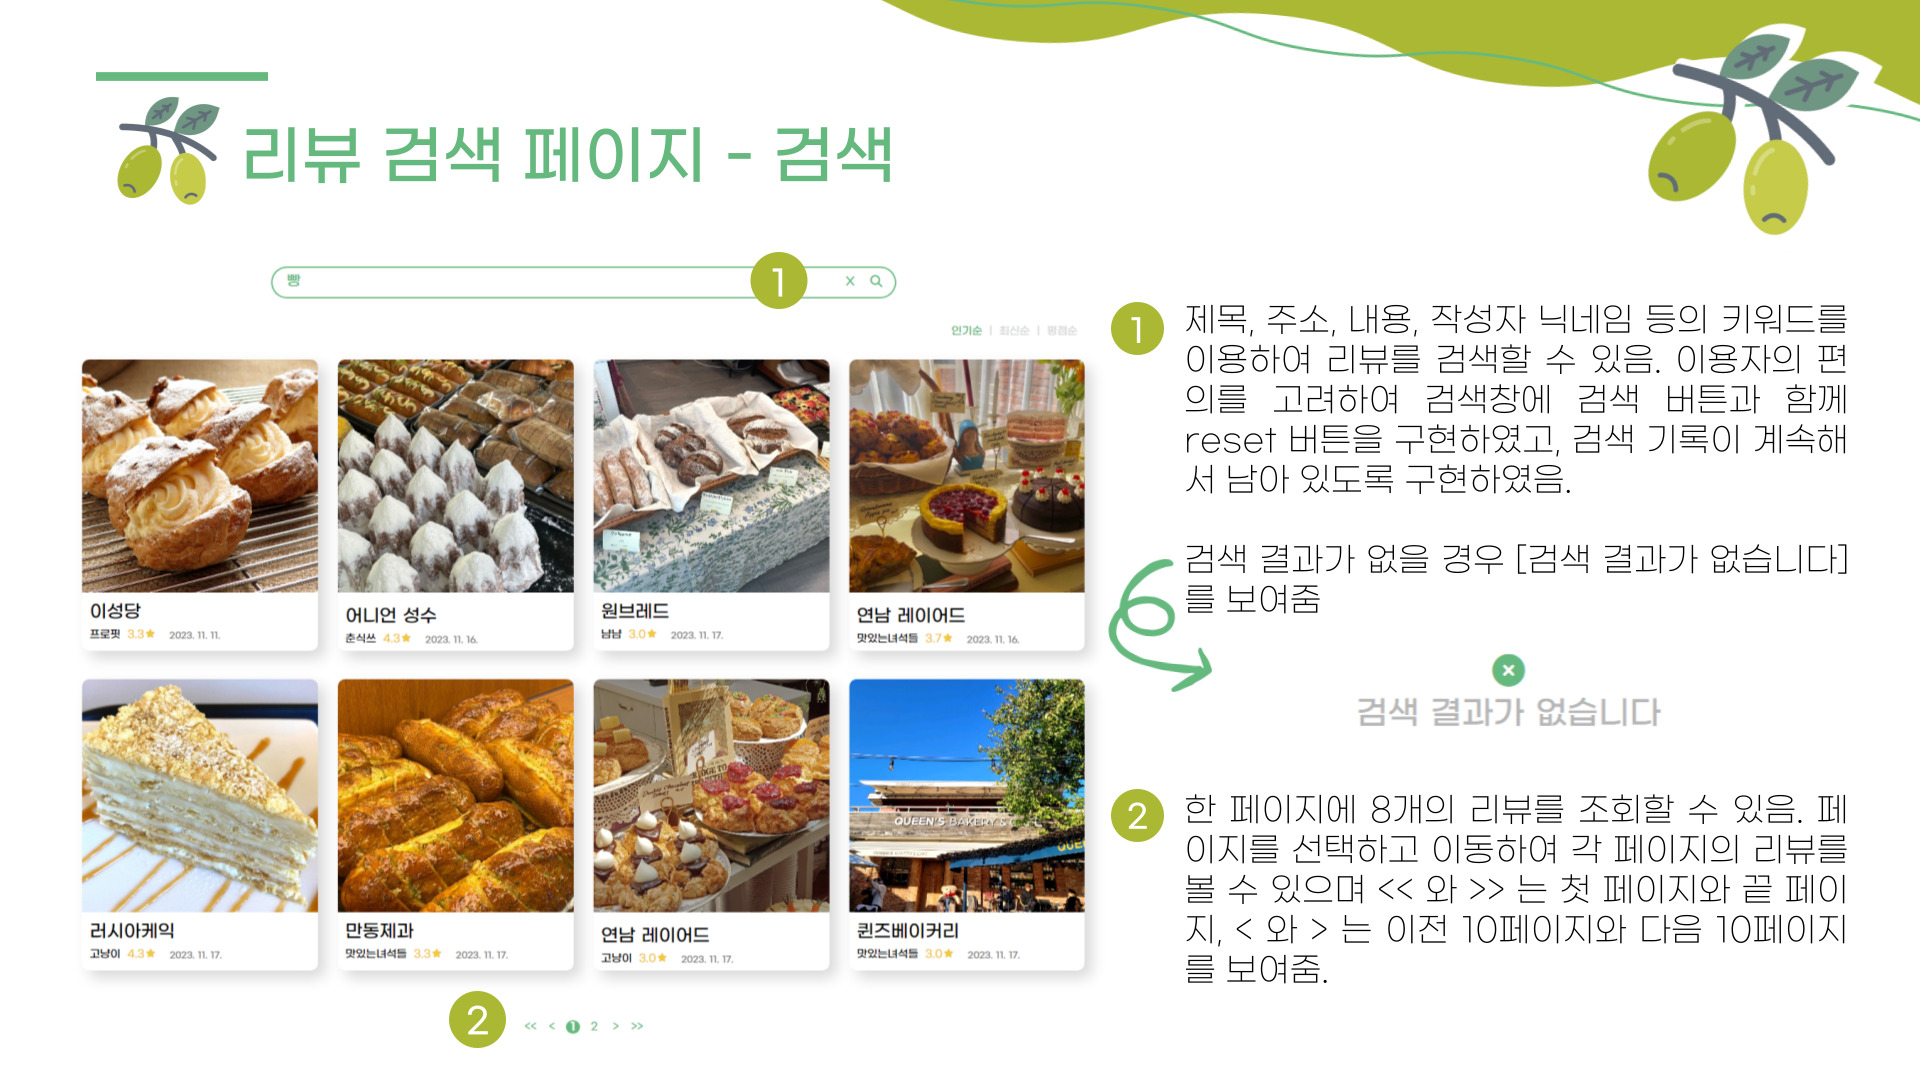 리뷰 검색 페이지 - 검색
빵
1
X
인기순 | 최신순 | 평점순
이성당
프로핏 3.3★ 2023. 11. 11.
어니언 성수
춘식쓰 4.3★ 2023. 11. 16.
원브레드
냠냠 3.0★ 2023. 11. 17.
연남 레이어드
맛있는녀석들 3.7★ 2023. 11. 16.
QUEEN'S BAKERY &
러시아케익
고냥이 4.3★ 2023. 11. 17.
만동제과
맛있는녀석들 3.3★ 2023. 11. 17.
연남 레이어드
고냥이 3.0★ 2023. 11. 17.
퀸즈베이커리
맛있는녀석들 3.0★ 2023. 11. 17.
2
<< < 1 2 > >>
1
제목, 주소, 내용, 작성자 닉네임 등의 키워드를
이용하여 리뷰를 검색할 수 있음. 이용자의 편
의를 고려하여 검색창에 검색 버튼과 함께
reset 버튼을 구현하였고, 검색 기록이 계속해
서 남아 있도록 구현하였음.
검색 결과가 없을 경우 [검색 결과가 없습니다]
를 보여줌
검색 결과가 없습니다
2
한 페이지에 8개의 리뷰를 조회할 수 있음. 페
이지를 선택하고 이동하여 각 페이지의 리뷰를
볼 수 있으며 << 와 >> 는 첫 페이지와 끝 페이
지, < 와 > 는 이전 10페이지와 다음 10페이지
를 보여줌.